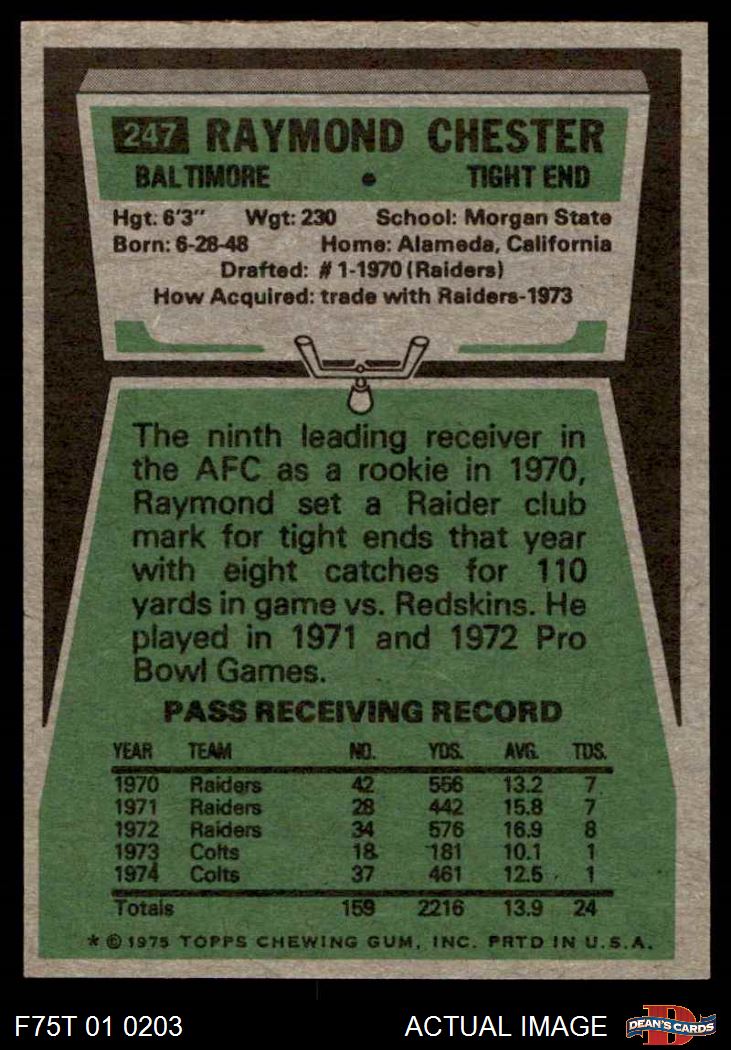 247 RAYMOND CHESTER
BALTIMORE • TIGHT END
Hgt: 6'3" Wgt: 230 School: Morgan State
Born: 6-28-48 Home: Alameda, California
Drafted: #1-1970 (Raiders)
How Acquired: trade with Raiders-1973
The ninth leading receiver in
the AFC as a rookie in 1970,
Raymond set a Raider club
mark for tight ends that year
with eight catches for 110
yards in game vs. Redskins. He
played in 1971 and 1972 Pro
Bowl Games.
PASS RECEIVING RECORD
YEAR TEAM NO. YDS. AVG. TDS.
1970 Raiders 42 556 13.2 7
1971 Raiders 28 442 15.8 7
1972 Raiders 34 576 16.9 8
1973 Colts 18 181 10.1 1
1974 Colts 37 461 12.5 1
Totals 159 2216 13.9 24
* © 1975 TOPPS CHEWING GUM, INC. PRTD IN U.S.A.
F75T 01 0203 ACTUAL IMAGE D DEAN'S CARDS